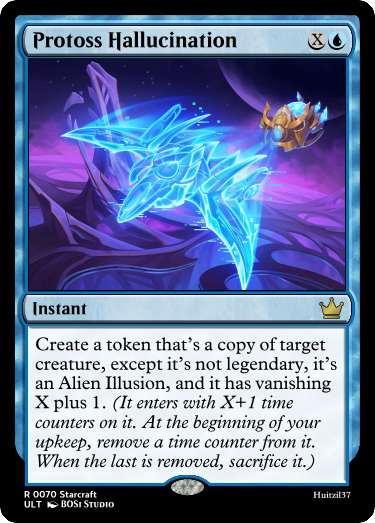 Protoss Hallucination X
Instant
Create a token that's a copy of target
creature, except it's not legendary, it's
an Alien Illusion, and it has vanishing
X plus 1. (It enters with X+1 time
counters on it. At the beginning of your
upkeep, remove a time counter from it.
When the last is removed, sacrifice it.)
R 0070 Starcraft
ULT BOSI STUDIO Huitzil37